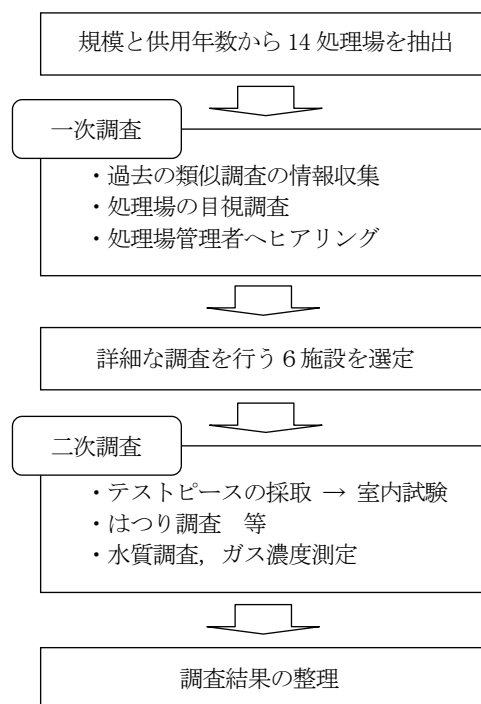 規模と供用年数から 14 処理場を抽出
一次調査
・過去の類似調査の情報収集
・処理場の目視調査
・処理場管理者へヒアリング
詳細な調査を行う 6 施設を選定
二次調査
・テストピースの採取 → 室内試験
・はつり調査　等
・水質調査，ガス濃度測定
調査結果の整理